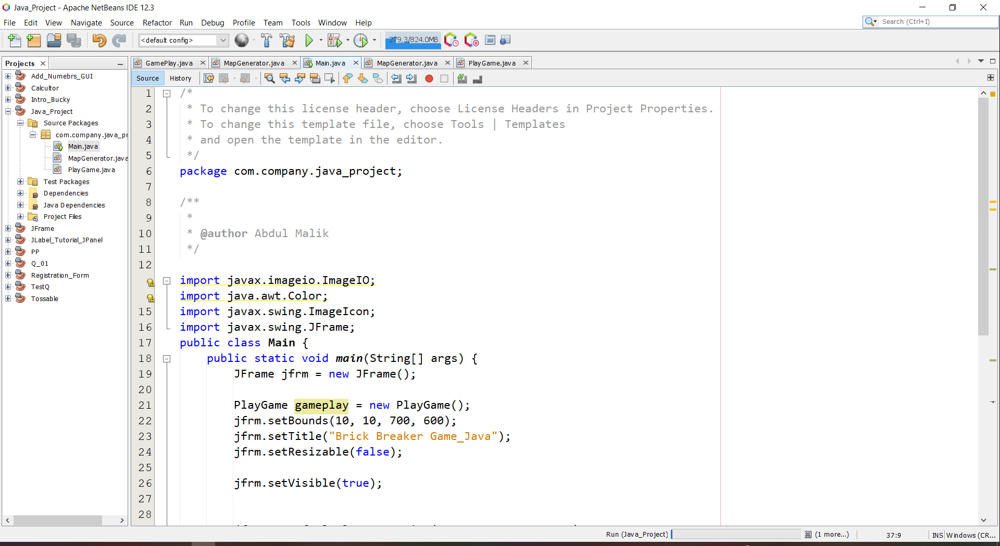 Java_Project - Apache NetBeans IDE 12.3
File Edit View Navigate Source Refactor Run Debug Profile Team Tools Window Help
Search (Ctrl+I)
<default config>
279.3/824.0MB
Projects
GamePlay.java MapGenerator.java Main.java MapGenerator.java PlayGame.java
Source History
Add_Numebrs_GUI
Calcultor
Intro_Bucky
Java_Project
Source Packages
com.company.java_pr
Main.java
MapGenerator.java
PlayGame.java
Test Packages
Dependencies
Java Dependencies
Project Files
JFrame
JLabel_Tutorial_JPanel
PP
Q_01
Registration_Form
TestQ
Tossable
1 /*
2 * To change this license header, choose License Headers in Project Properties.
3 * To change this template file, choose Tools | Templates
4 * and open the template in the editor.
5 */
6 package com.company.java_project;
7
8 /**
9 *
10 * @author Abdul Malik
11 */
12
import javax.imageio.ImageIO;
import java.awt.Color;
15 import javax.swing.ImageIcon;
16 import javax.swing.JFrame;
17 public class Main {
18 public static void main(String[] args) {
19 JFrame jfrm = new JFrame();
20
21 PlayGame gameplay = new PlayGame();
22 jfrm.setBounds(10, 10, 700, 600);
23 jfrm.setTitle("Brick Breaker Game_Java");
24 jfrm.setResizable(false);
25
26 jfrm.setVisible(true);
27
28
Run (Java_Project) (1 more...) 37:9 INS Windows (CR...